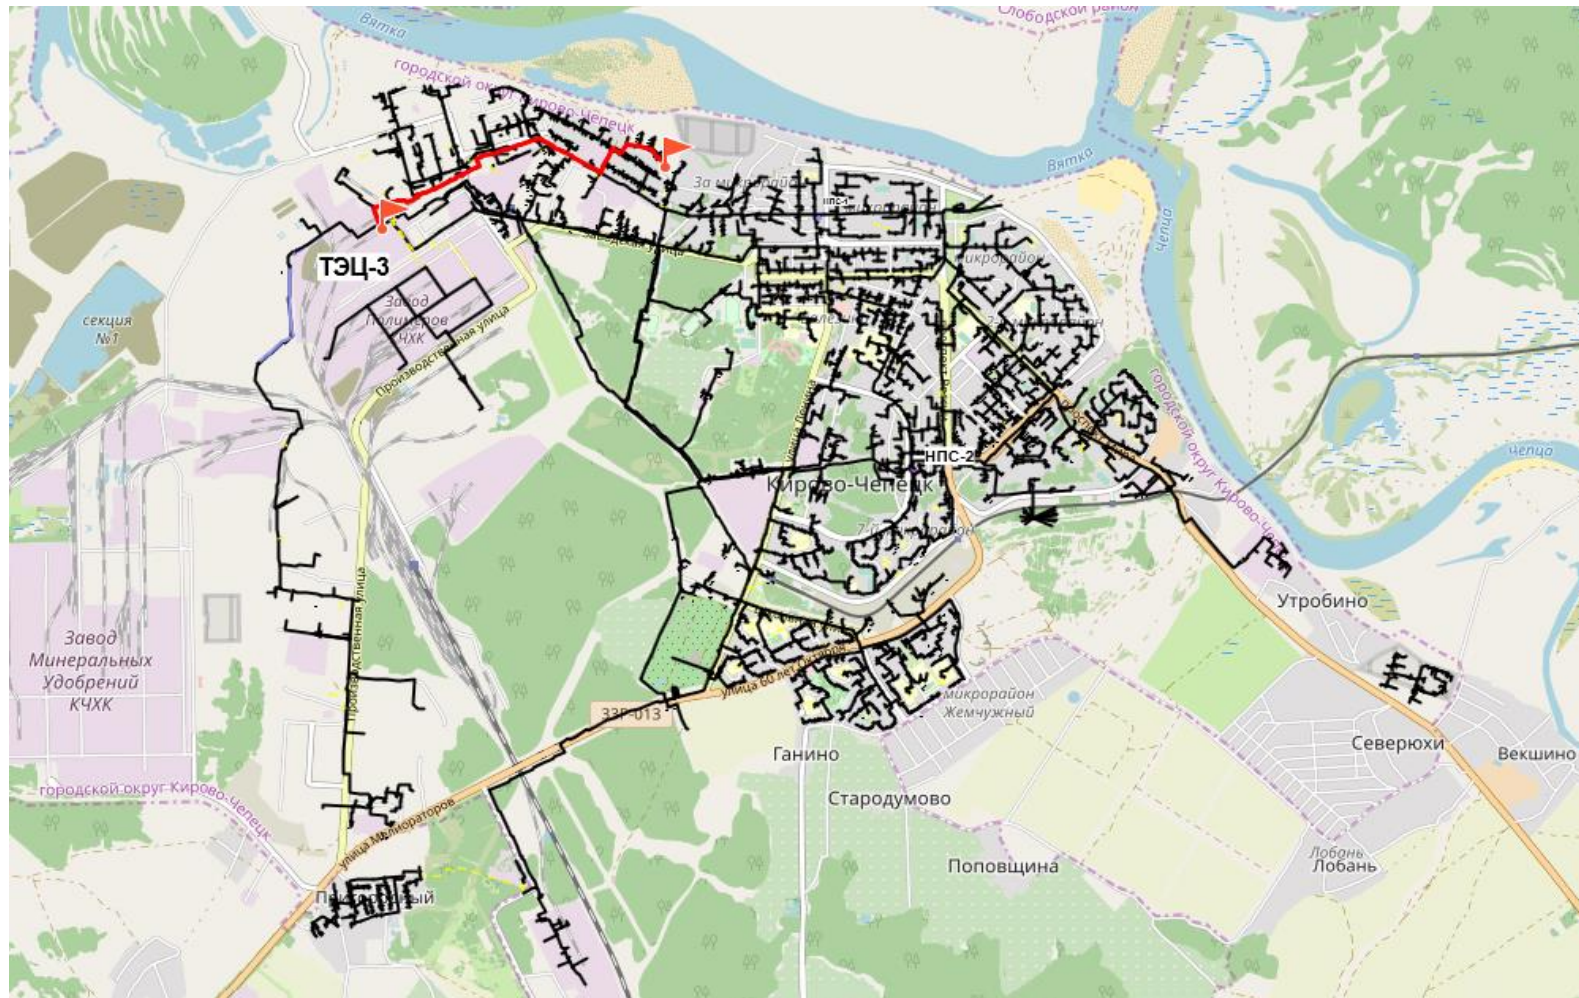 Вятка
Слободской район
городской округ Кирово-Чепецк
Вятка
Чепца
НПС-1
микрорайон
ТЭЦ-3
Завод
Полимеров
ЧХК
секция
№1
Производственная улица
улица Ленина
городской округ Кирово-Чепецк
НПС-2
Кирово-Чепецк
Чепца
Утробино
Производственная улица
Завод
Минеральных
Удобрений
КЧХК
улица 60 лет Октября
33Р-013
микрорайон
Жемчужный
Ганино
Северюхи
Векшино
городской округ Кирово-Чепецк
Стародумово
улица Мелиораторов
Поповщина
Лобань
Лобань